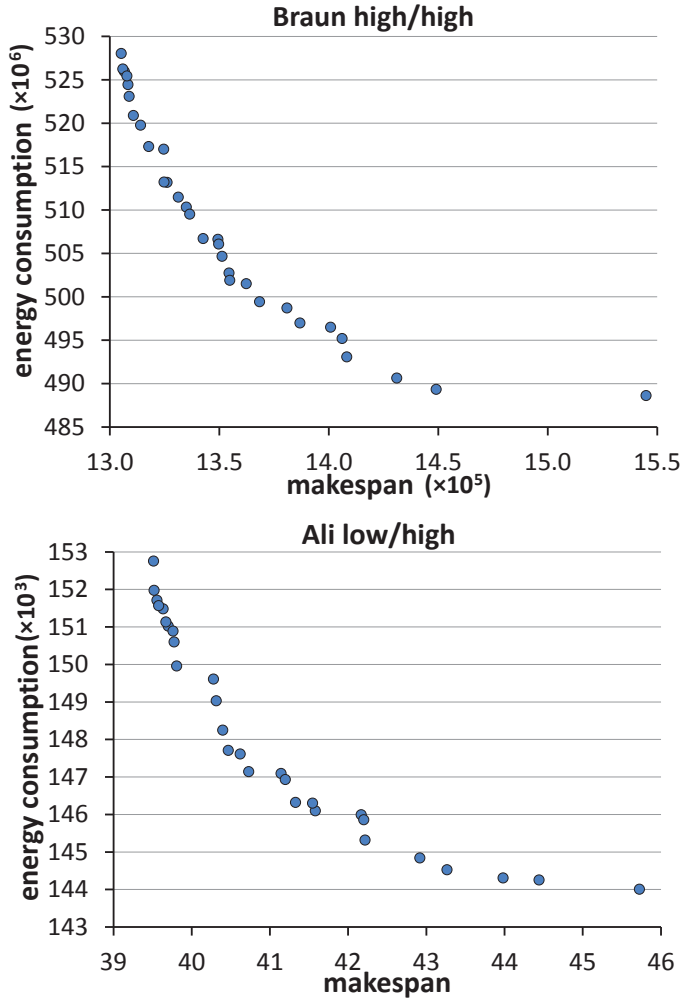 Braun high/high
energy consumption (×10⁶)
530
525
520
515
510
505
500
495
490
485
13.0 13.5 14.0 14.5 15.0 15.5
makespan (×10⁵)
Ali low/high
energy consumption(×10³)
153
152
151
150
149
148
147
146
145
144
143
39 40 41 42 43 44 45 46
makespan